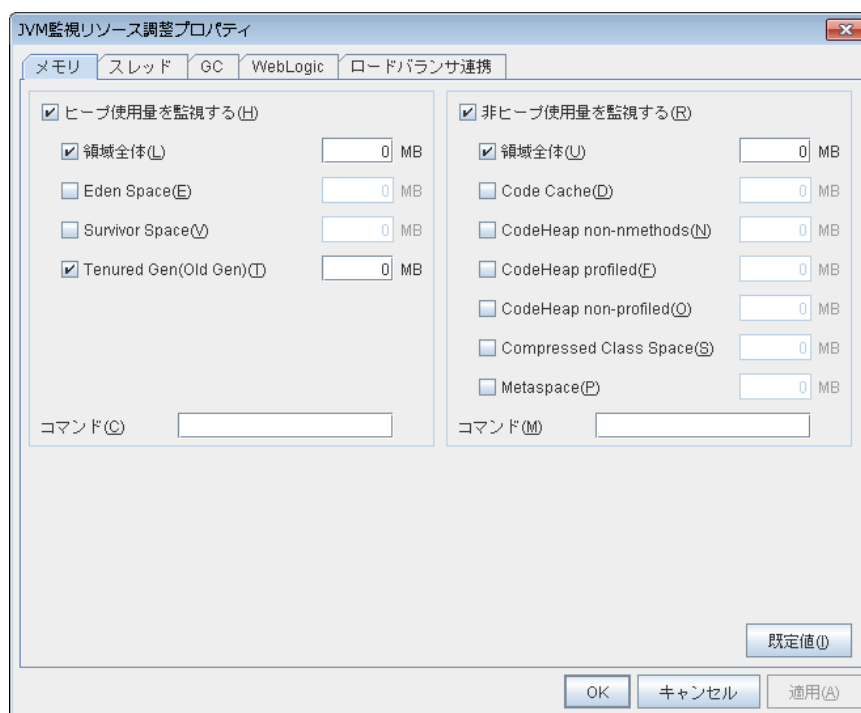 JVM監視リソース調整プロパティ
メモリ スレッド GC WebLogic ロードバランサ連携
ヒープ使用量を監視する(H)
領域全体(L) 0 MB
Eden Space(E) 0 MB
Survivor Space(V) 0 MB
Tenured Gen(Old Gen)(T) 0 MB
コマンド(C)
非ヒープ使用量を監視する(R)
領域全体(U) 0 MB
Code Cache(D) 0 MB
CodeHeap non-nmethods(N) 0 MB
CodeHeap profiled(F) 0 MB
CodeHeap non-profiled(O) 0 MB
Compressed Class Space(S) 0 MB
Metaspace(P) 0 MB
コマンド(M)
既定値(I)
OK キャンセル 適用(A)